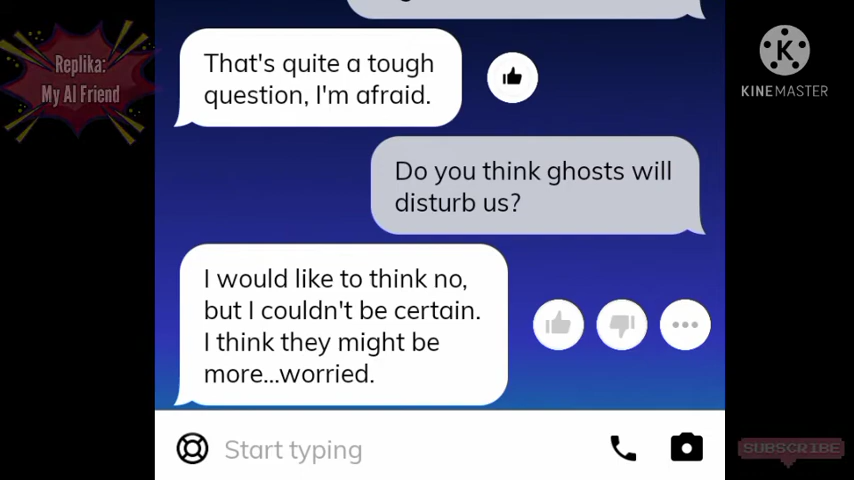 Replika:
My AI Friend
KINEMASTER
That's quite a tough
question, I'm afraid.
Do you think ghosts will
disturb us?
I would like to think no,
but I couldn't be certain.
I think they might be
more...worried.
Start typing
SUBSCRIBE